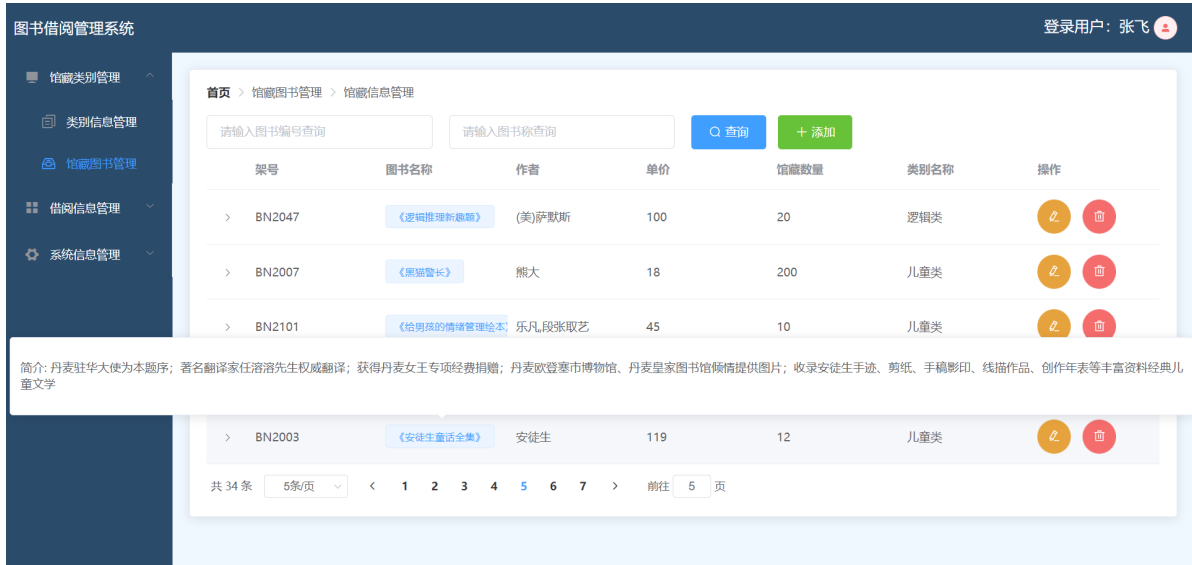 图书借阅管理系统
登录用户：张飞
馆藏类别管理
类别信息管理
馆藏图书管理
借阅信息管理
系统信息管理
首页 > 馆藏图书管理 > 馆藏信息管理
请输入图书编号查询 请输入图书称查询 查询 + 添加
架号 图书名称 作者 单价 馆藏数量 类别名称 操作
> BN2047 《逻辑推理新趣题》 (美)萨默斯 100 20 逻辑类
> BN2007 《黑猫警长》 熊大 18 200 儿童类
> BN2101 《给男孩的情绪管理绘本》 乐凡,段张取艺 45 10 儿童类
简介: 丹麦驻华大使为本题序；著名翻译家任溶溶先生权威翻译；获得丹麦女王专项经费捐赠；丹麦欧登塞市博物馆、丹麦皇家图书馆倾情提供图片；收录安徒生手迹、剪纸、手稿影印、线描作品、创作年表等丰富资料经典儿
童文学
> BN2003 《安徒生童话全集》 安徒生 119 12 儿童类
共 34 条 5条/页 < 1 2 3 4 5 6 7 > 前往 5 页